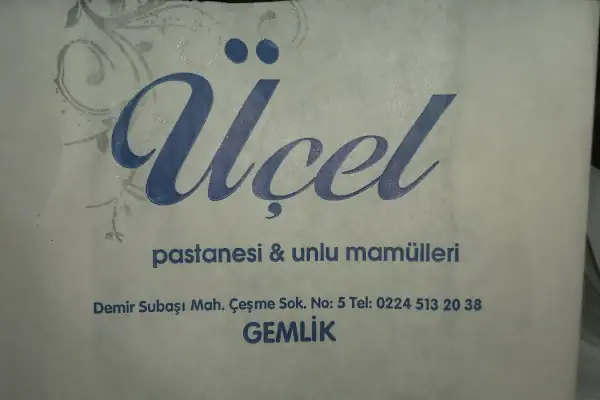 Üçel
pastanesi & unlu mamülleri
Demir Subaşı Mah. Çeşme Sok. No: 5 Tel: 0224 513 20 38
GEMLİK